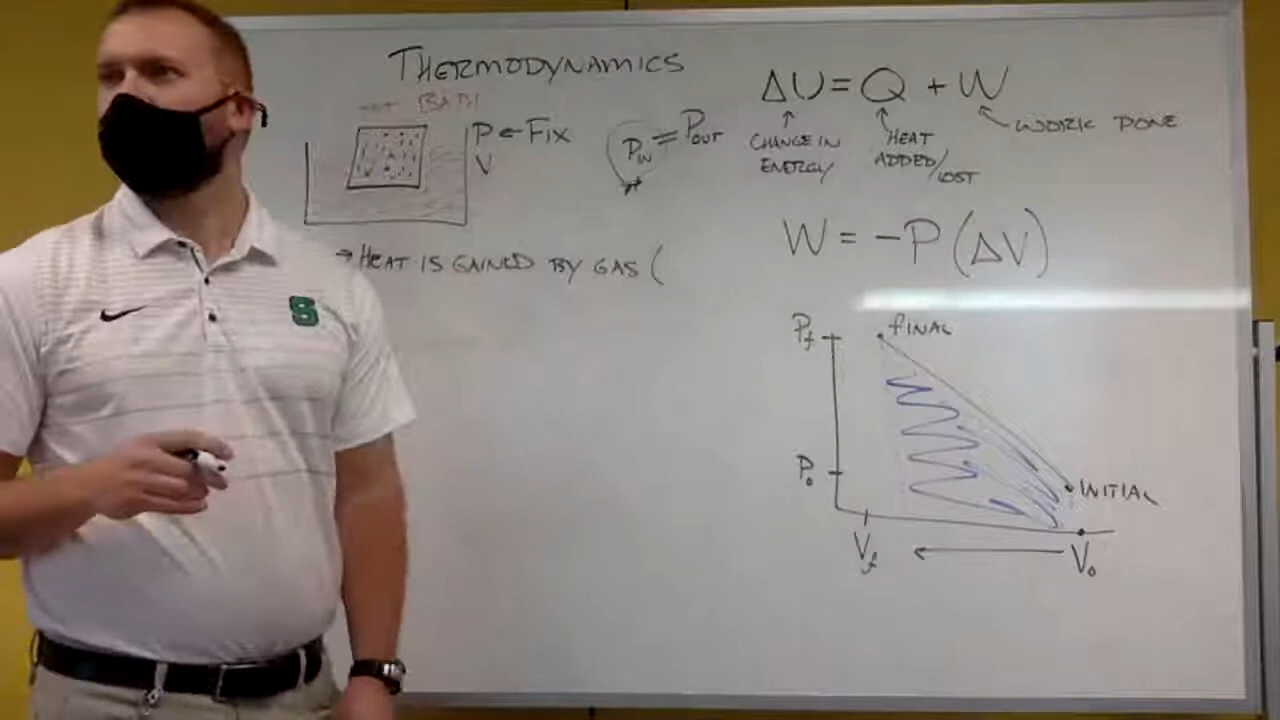 THERMODYNAMICS
BATH
P ← FIX
V
P_IN = P_OUT
→ HEAT IS GAINED BY GAS (
ΔU = Q + W
CHANGE IN
ENERGY
HEAT
ADDED/
LOST
WORK DONE
W = -P(ΔV)
P_f
FINAL
P_0
INITIAL
V_f
V_0
S